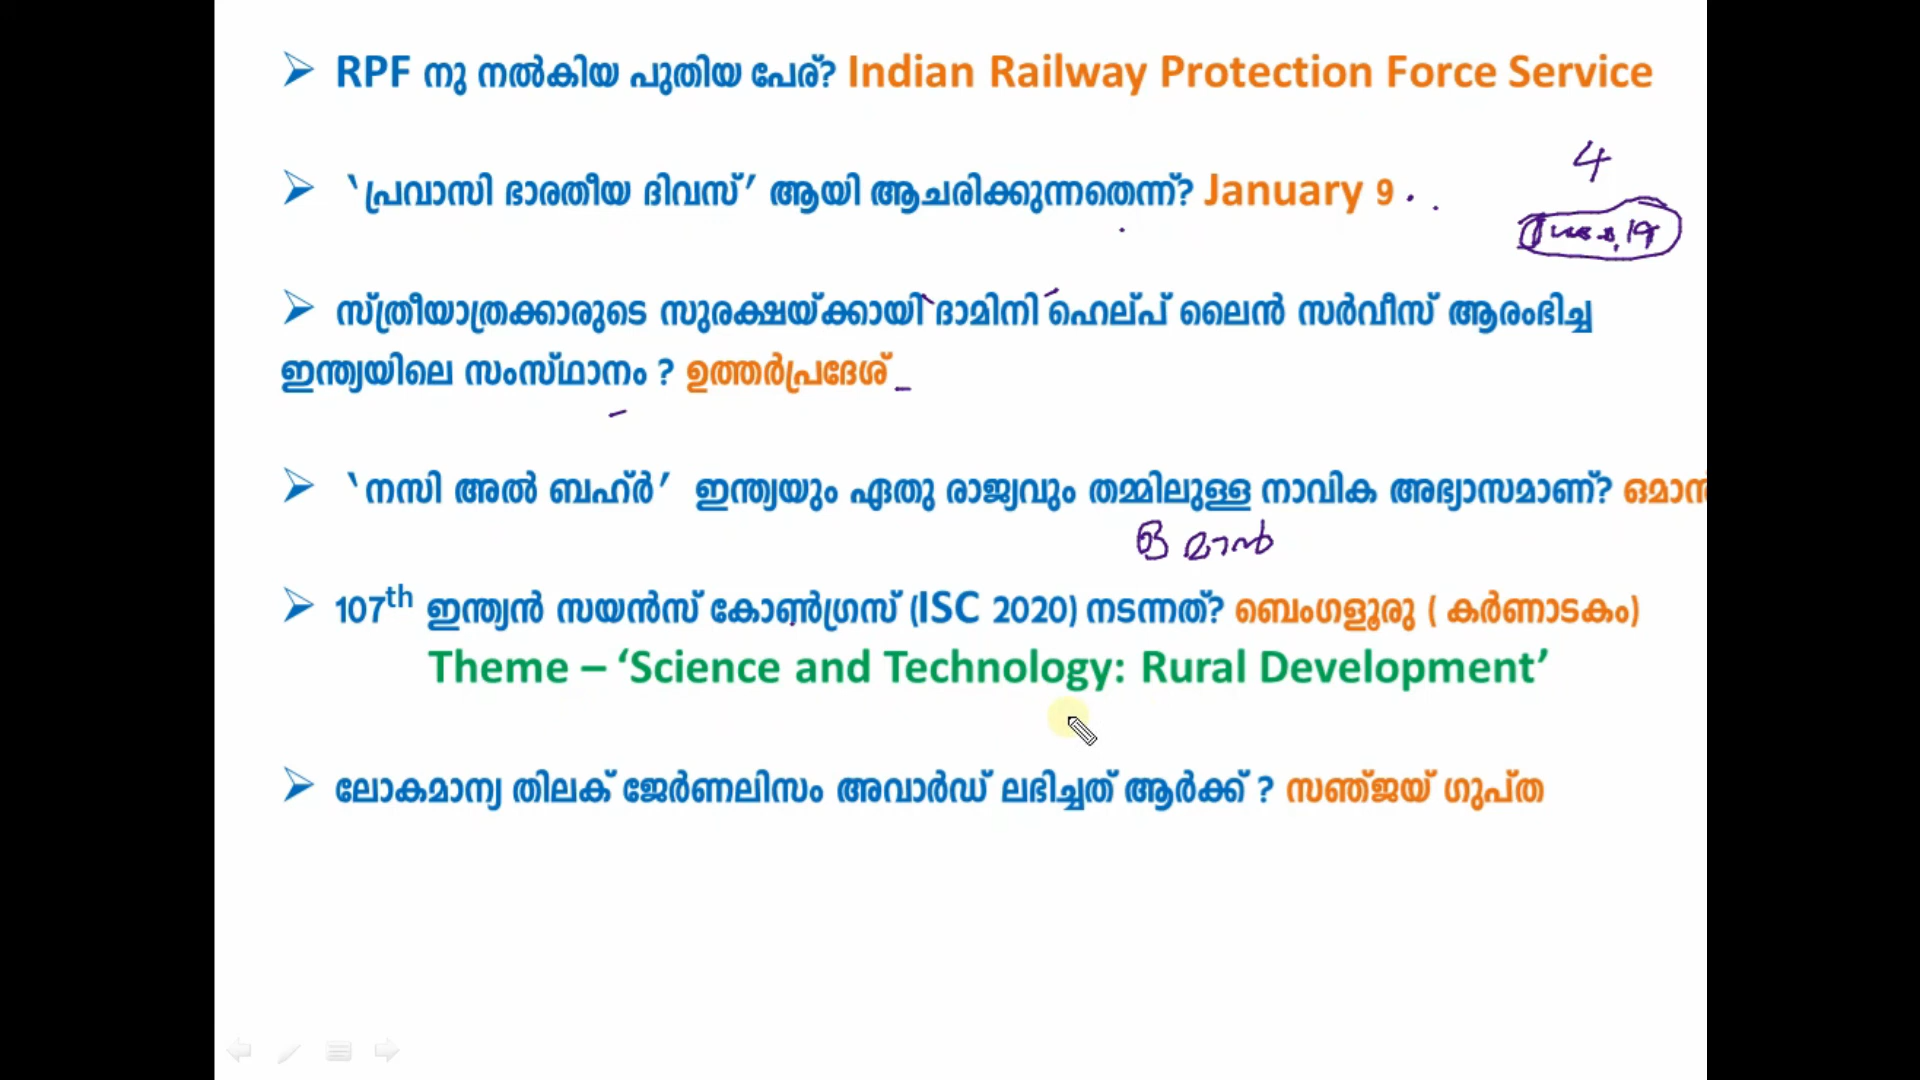 ➢ RPF നു നൽകിയ പുതിയ പേര്? Indian Railway Protection Force Service
4
➢ 'പ്രവാസി ഭാരതീയ ദിവസ്' ആയി ആചരിക്കുന്നതെന്ന്? January 9
➢ സ്ത്രീയാത്രക്കാരുടെ സുരക്ഷയ്ക്കായി ദാമിനി ഹെല്പ് ലൈൻ സർവീസ് ആരംഭിച്ച
ഇന്ത്യയിലെ സംസ്ഥാനം ? ഉത്തർപ്രദേശ്
➢ 'നസി അൽ ബഹ്ർ' ഇന്ത്യയും ഏതു രാജ്യവും തമ്മിലുള്ള നാവിക അഭ്യാസമാണ്? ഒമാൻ
ഒമാൻ
➢ 107th ഇന്ത്യൻ സയൻസ് കോൺഗ്രസ് (ISC 2020) നടന്നത്? ബെംഗളൂരു ( കർണാടകം)
Theme – ‘Science and Technology: Rural Development’
➢ ലോകമാന്യ തിലക് ജേർണലിസം അവാർഡ് ലഭിച്ചത് ആർക്ക് ? സഞ്ജയ് ഗുപ്ത